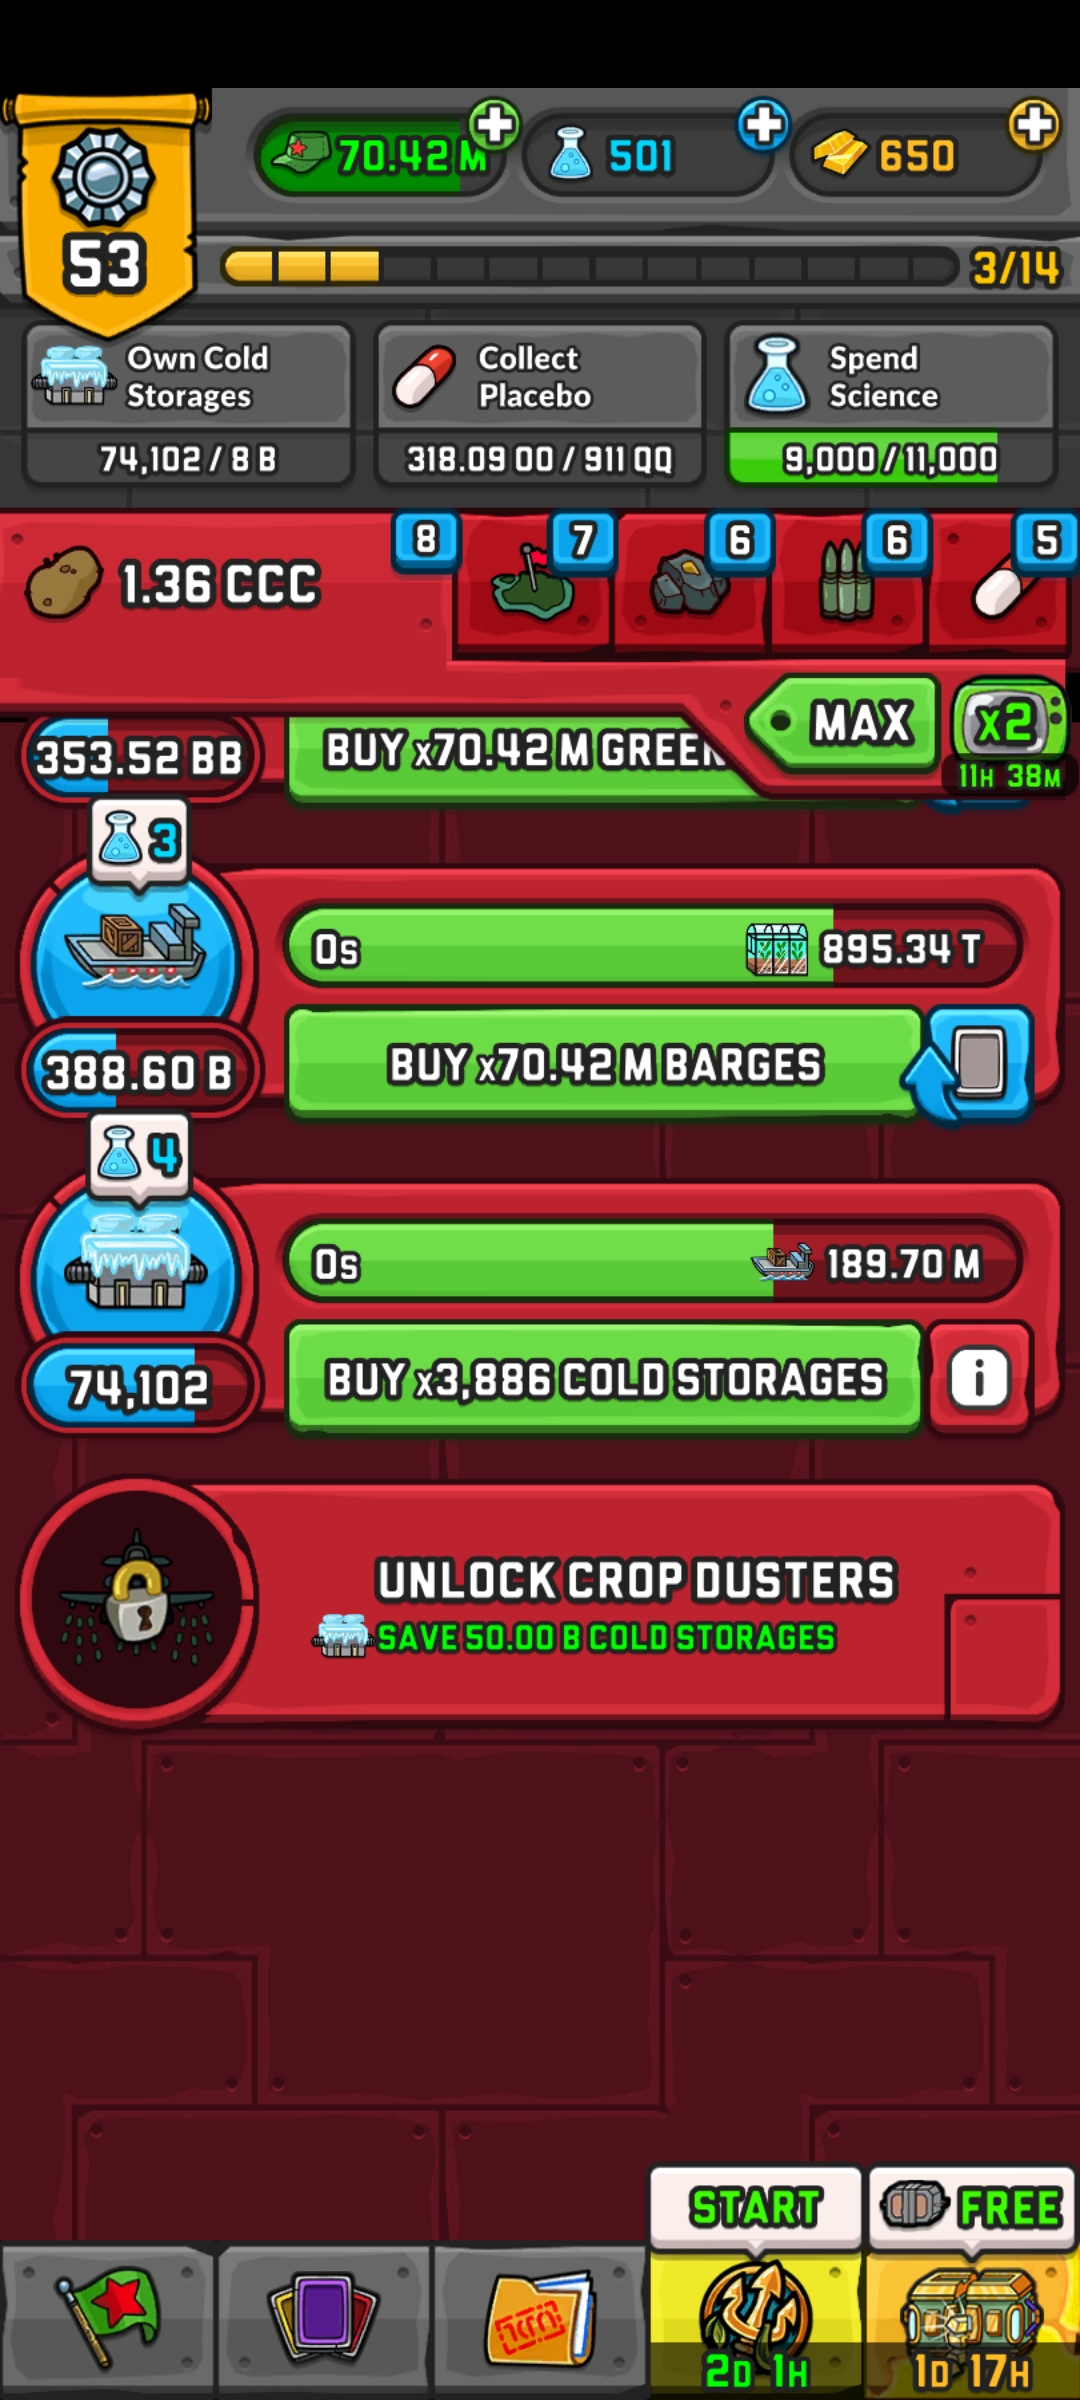 70.42 M
501
650
53
3/14
Own Cold
Storages
74,102 / 8 B
Collect
Placebo
318.09 OO / 911 QQ
Spend
Science
9,000 / 11,000
1.36 CCC
8
7
6
6
5
MAX
x2
11H 38M
353.52 BB
BUY x70.42 M GREEN
3
0s
895.34 T
388.60 B
BUY x70.42 M BARGES
4
0s
189.70 M
74,102
BUY x3,886 COLD STORAGES
i
UNLOCK CROP DUSTERS
SAVE 50.00 B COLD STORAGES
START
FREE
2D 1H
1D 17H